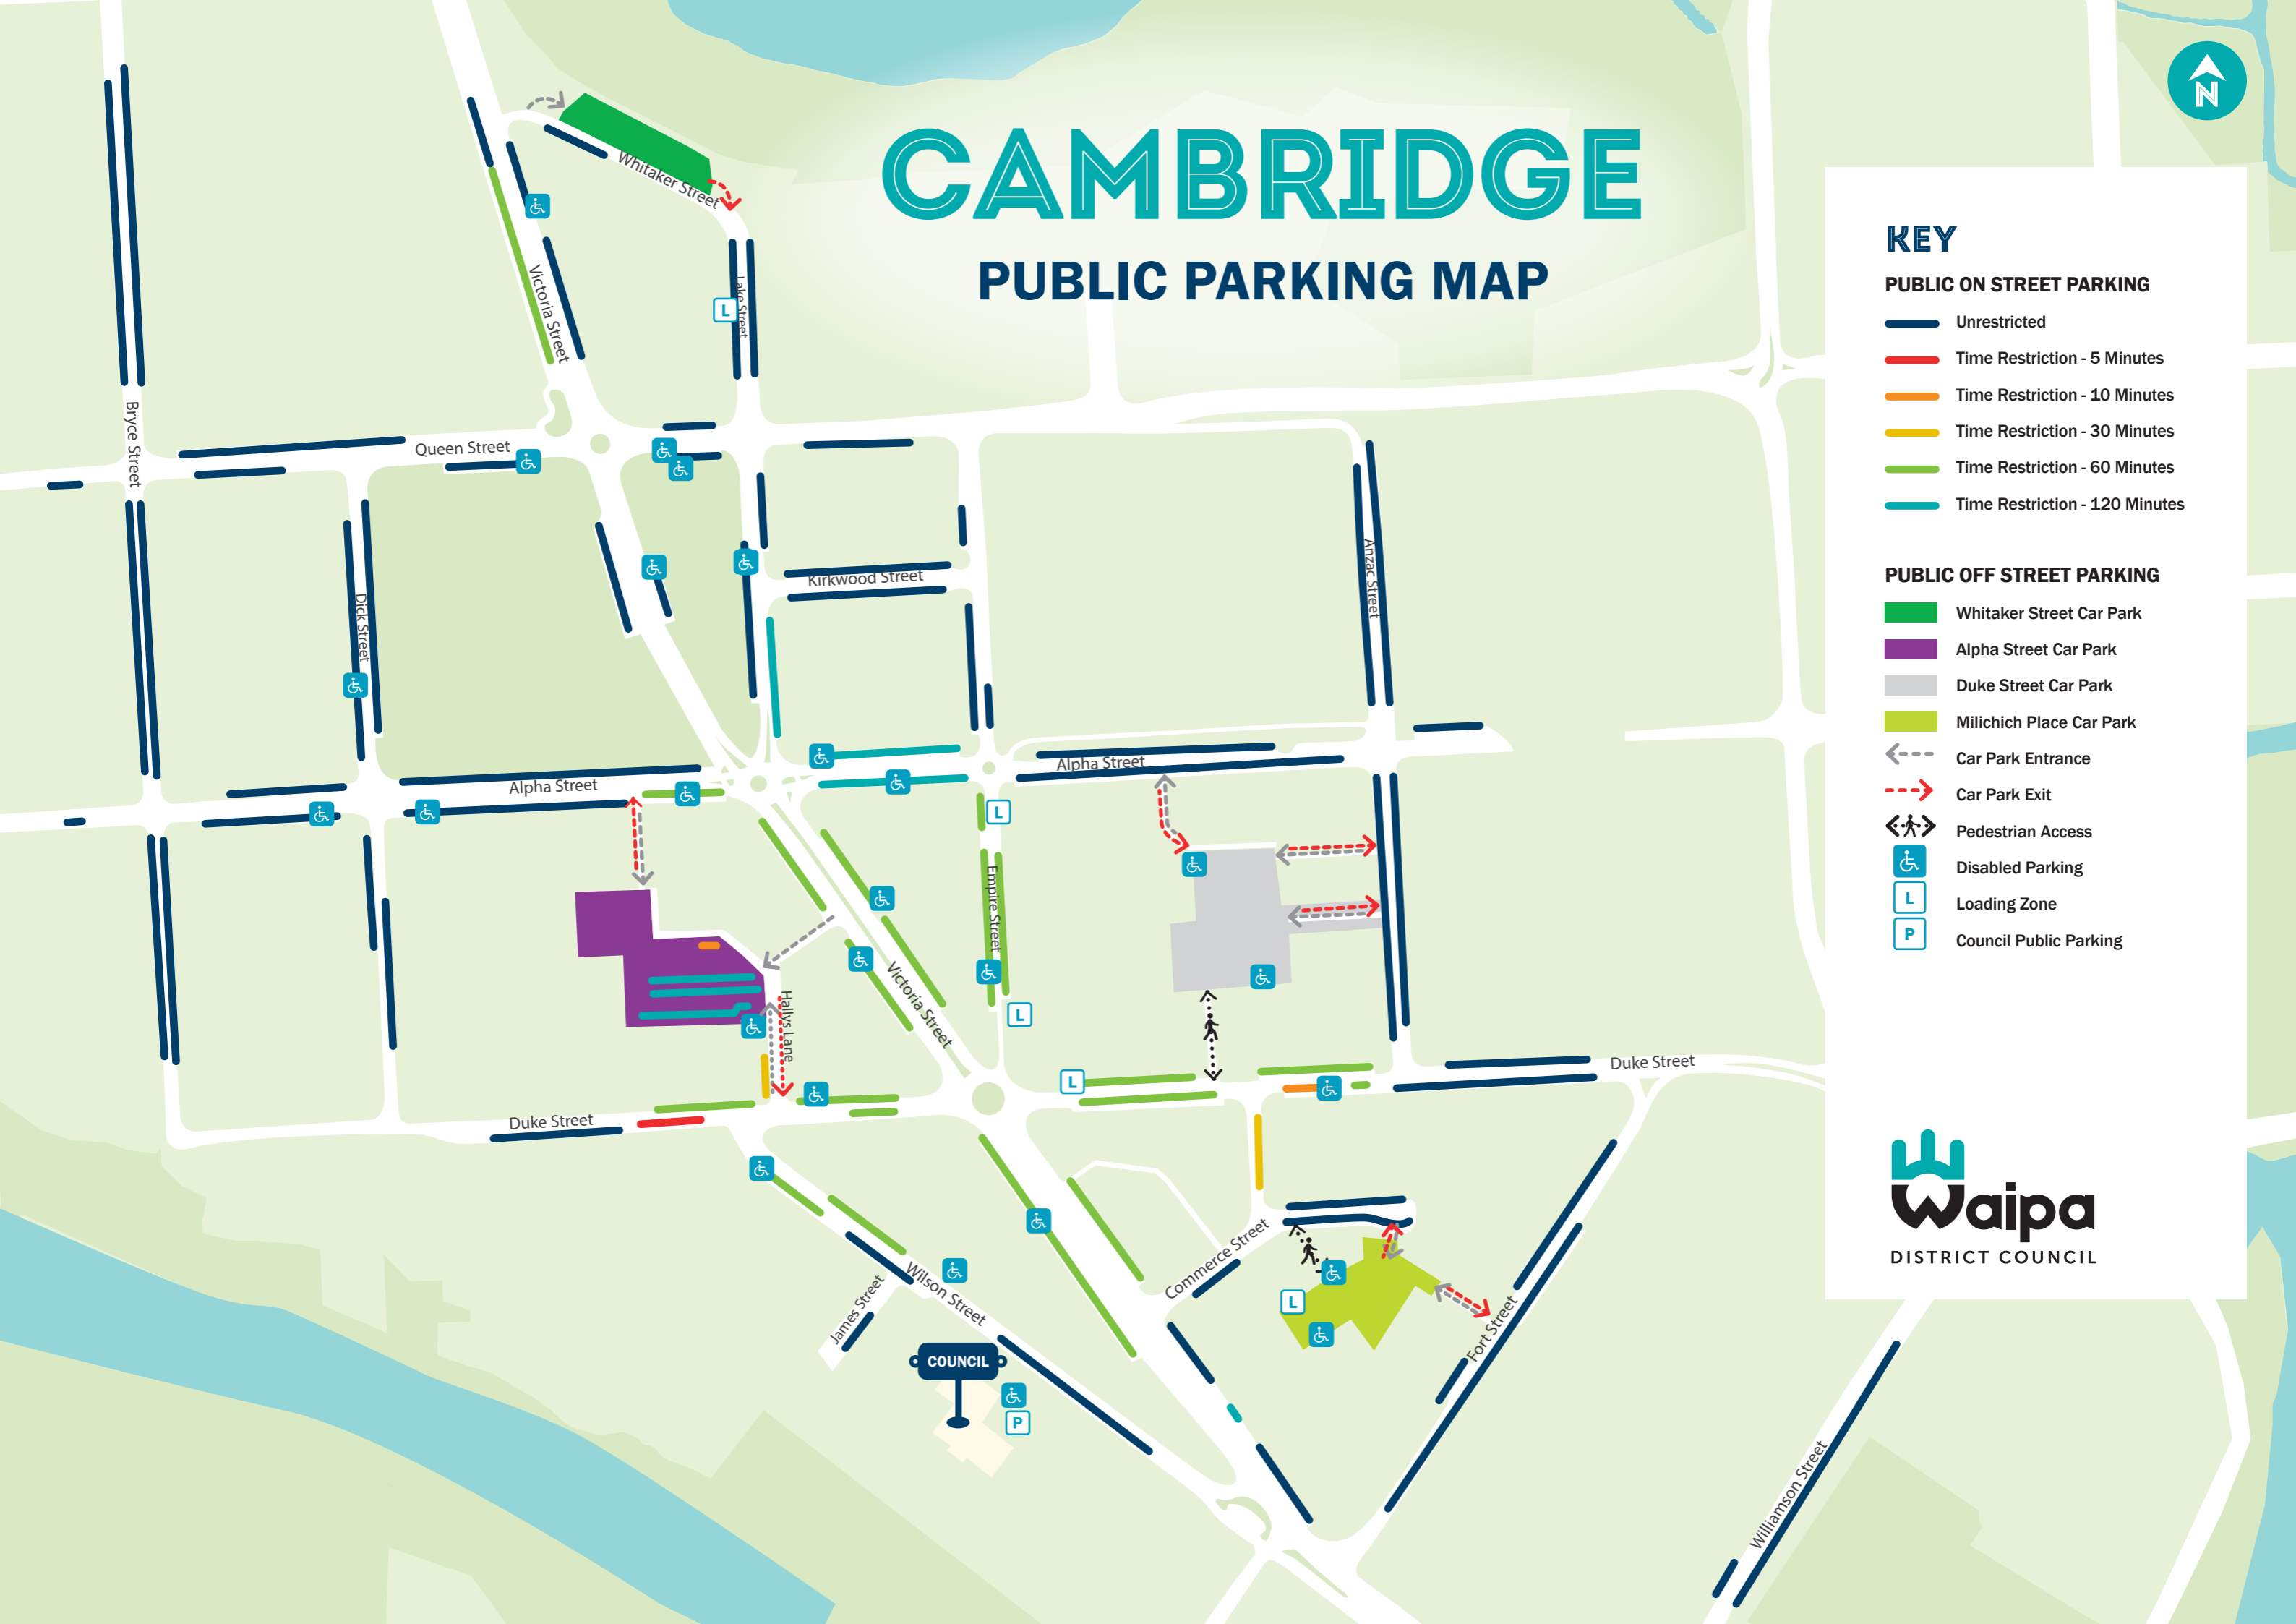 CAMBRIDGE
PUBLIC PARKING MAP
N
Whitaker Street
Victoria Street
Lake Street
L
Bryce Street
Queen Street
Dick Street
Kirkwood Street
Anzac Street
Alpha Street
Alpha Street
L
Empire Street
Victoria Street
Hallys Lane
L
L
Duke Street
Duke Street
Commerce Street
Wilson Street
James Street
L
Fort Street
COUNCIL
P
Williamson Street
KEY
PUBLIC ON STREET PARKING
Unrestricted
Time Restriction - 5 Minutes
Time Restriction - 10 Minutes
Time Restriction - 30 Minutes
Time Restriction - 60 Minutes
Time Restriction - 120 Minutes
PUBLIC OFF STREET PARKING
Whitaker Street Car Park
Alpha Street Car Park
Duke Street Car Park
Milichich Place Car Park
Car Park Entrance
Car Park Exit
Pedestrian Access
Disabled Parking
L Loading Zone
P Council Public Parking
Waipa
DISTRICT COUNCIL